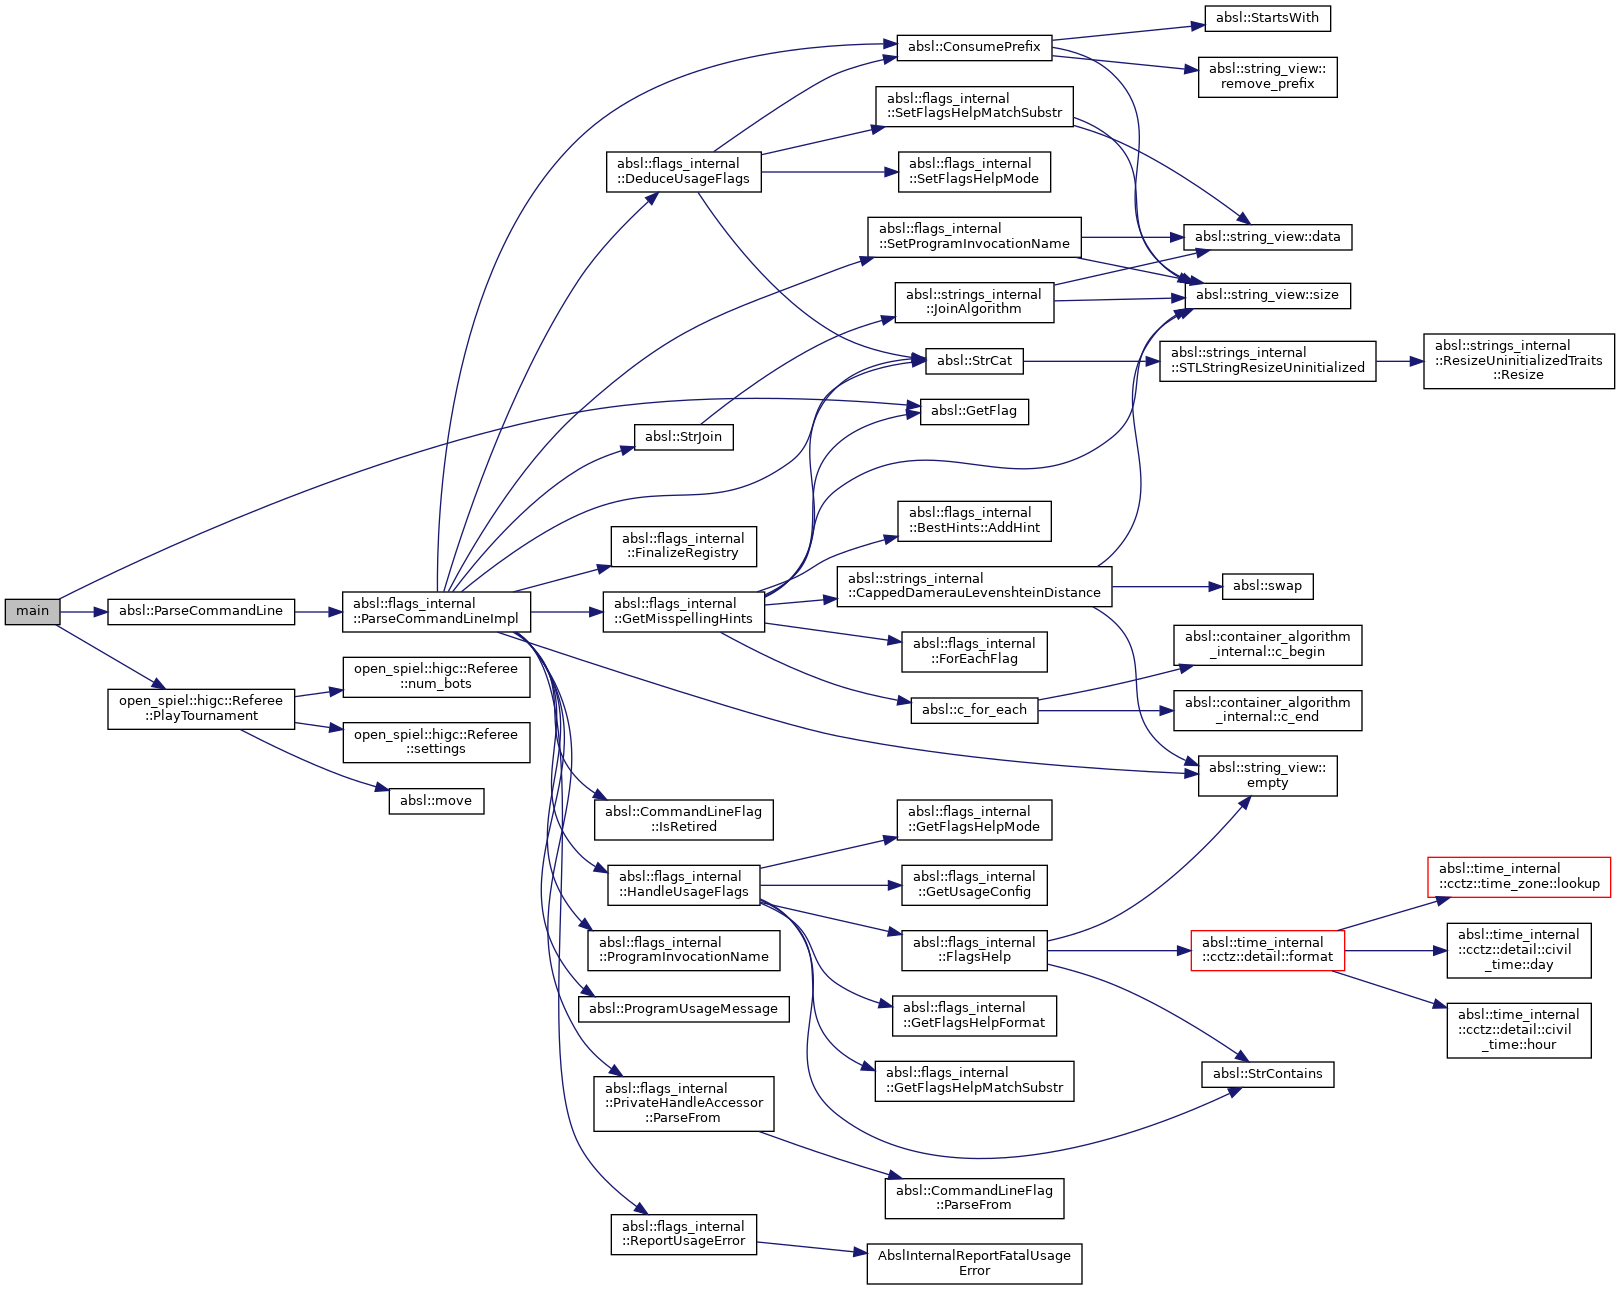 main
absl::ParseCommandLine
open_spiel::higc::Referee
::PlayTournament
absl::flags_internal
::ParseCommandLineImpl
open_spiel::higc::Referee
::num_bots
open_spiel::higc::Referee
::settings
absl::move
absl::flags_internal
::DeduceUsageFlags
absl::StrJoin
absl::flags_internal
::FinalizeRegistry
absl::flags_internal
::GetMisspellingHints
absl::CommandLineFlag
::IsRetired
absl::flags_internal
::HandleUsageFlags
absl::flags_internal
::ProgramInvocationName
absl::ProgramUsageMessage
absl::flags_internal
::PrivateHandleAccessor
::ParseFrom
absl::flags_internal
::ReportUsageError
absl::ConsumePrefix
absl::flags_internal
::SetFlagsHelpMatchSubstr
absl::flags_internal
::SetFlagsHelpMode
absl::flags_internal
::SetProgramInvocationName
absl::strings_internal
::JoinAlgorithm
absl::StrCat
absl::GetFlag
absl::flags_internal
::BestHints::AddHint
absl::strings_internal
::CappedDamerauLevenshteinDistance
absl::flags_internal
::ForEachFlag
absl::c_for_each
absl::flags_internal
::GetFlagsHelpMode
absl::flags_internal
::GetUsageConfig
absl::flags_internal
::FlagsHelp
absl::flags_internal
::GetFlagsHelpFormat
absl::flags_internal
::GetFlagsHelpMatchSubstr
absl::CommandLineFlag
::ParseFrom
AbslInternalReportFatalUsage
Error
absl::StartsWith
absl::string_view::
remove_prefix
absl::string_view::data
absl::string_view::size
absl::strings_internal
::STLStringResizeUninitialized
absl::swap
absl::container_algorithm
_internal::c_begin
absl::container_algorithm
_internal::c_end
absl::string_view::
empty
absl::time_internal
::cctz::detail::format
absl::StrContains
absl::strings_internal
::ResizeUninitializedTraits
::Resize
absl::time_internal
::cctz::time_zone::lookup
absl::time_internal
::cctz::detail::civil
_time::day
absl::time_internal
::cctz::detail::civil
_time::hour